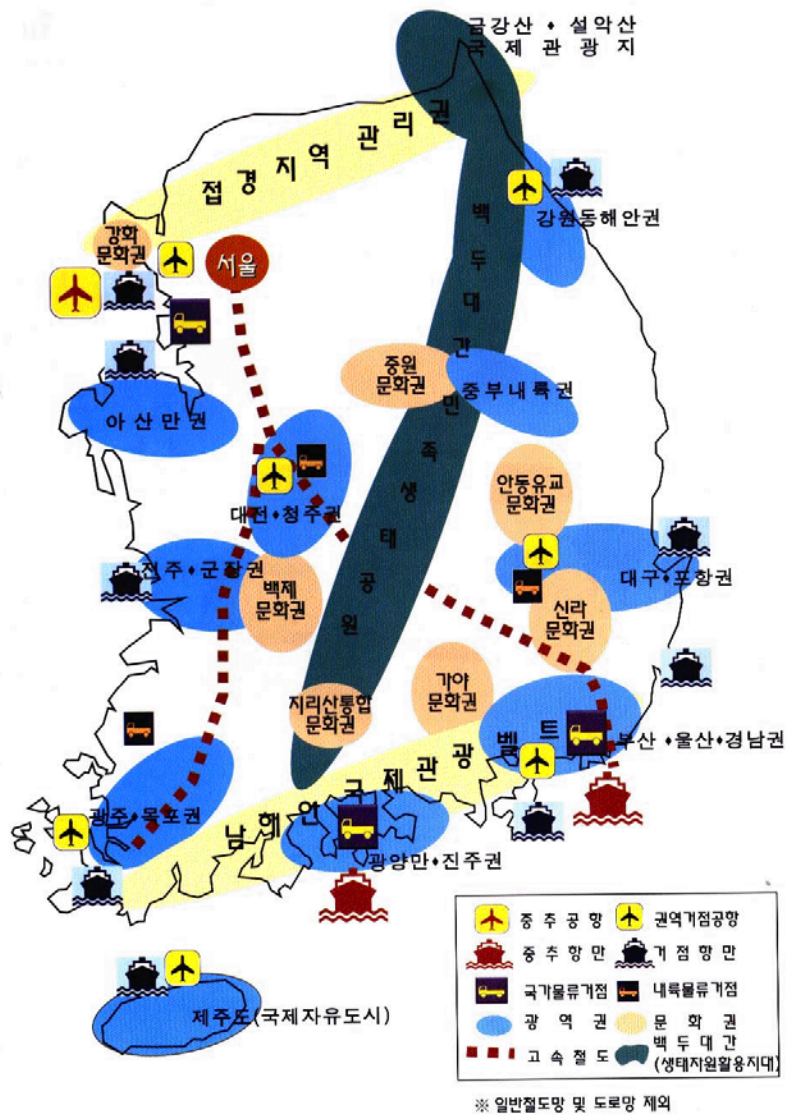 금강산 ♦ 설악산
국 제 관 광 지
접 경 지 역 관 리 권
강원동해안권
강화
문화권
서울
백 두 대 간 민 족 생 태 공 원
중원
문화권
중부내륙권
아 산 만 권
안동유교
문화권
대전♦청주권
전주♦군장권
대구♦포항권
백제
문화권
신라
문화권
가야
문화권
지리산통합
문화권
부산 ♦울산♦경남권
남 해 안 국 제 관 광 벨 트
광주♦목포권
광양만♦진주권
제주도(국제자유도시)
중 추 공 항
권역거점공항
중 추 항 만
거 점 항 만
국가물류거점
내륙물류거점
광 역 권
문 화 권
고 속 철 도
백 두 대 간
(생태자원활용지대)
※ 일반철도망 및 도로망 제외